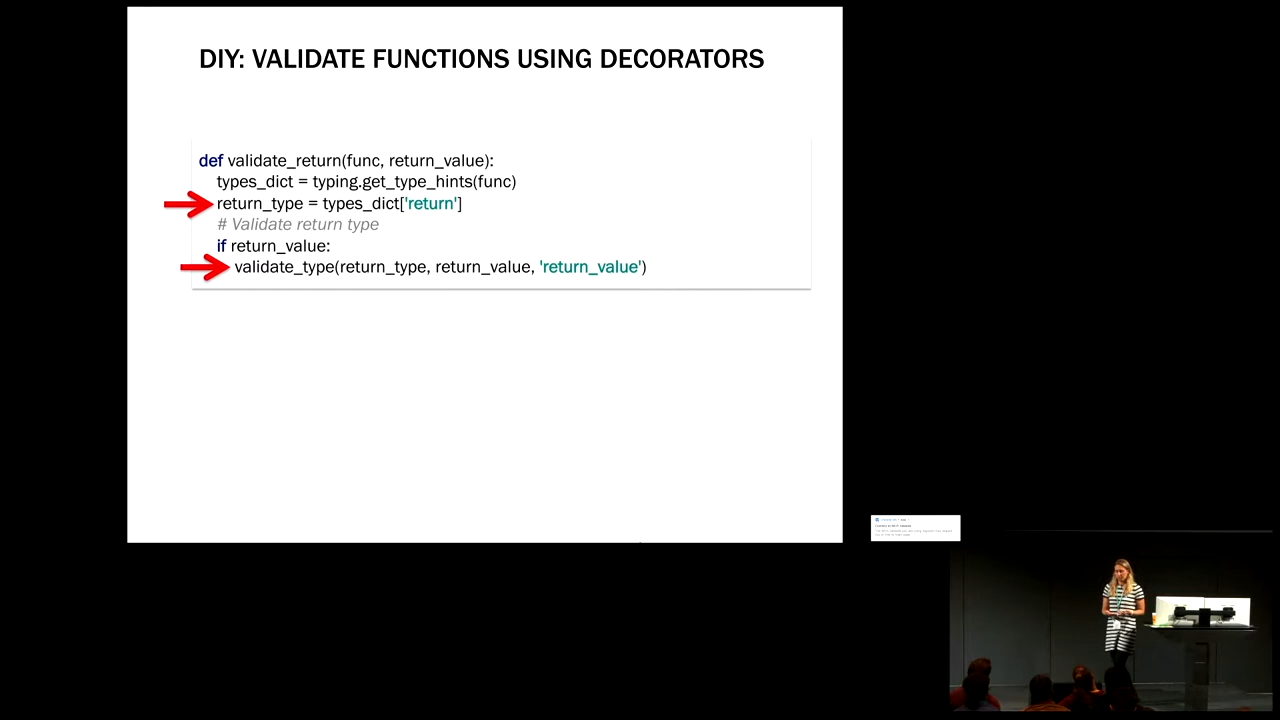 DIY: VALIDATE FUNCTIONS USING DECORATORS
def validate_return(func, return_value):
types_dict = typing.get_type_hints(func)
return_type = types_dict['return']
# Validate return type
if return_value:
validate_type(return_type, return_value, 'return_value')